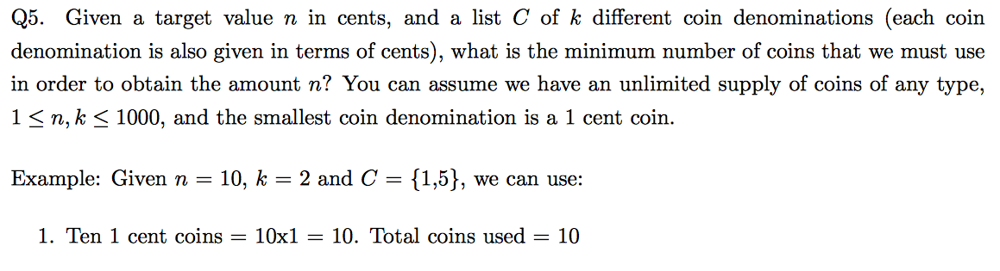 Q5. Given a target value n in cents, and a list C of k different coin denominations (each coin
denomination is also given in terms of cents), what is the minimum number of coins that we must use
in order to obtain the amount n? You can assume we have an unlimited supply of coins of any type,
1 ≤ n, k ≤ 1000, and the smallest coin denomination is a 1 cent coin.
Example: Given n = 10, k = 2 and C = {1,5}, we can use:
1. Ten 1 cent coins = 10x1 = 10. Total coins used = 10